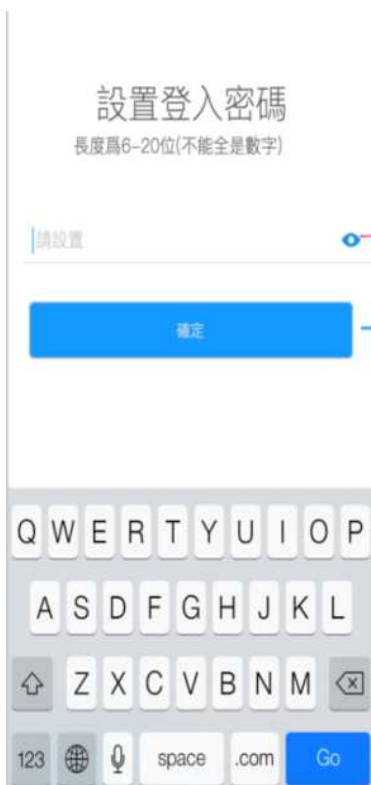 設置登入密碼
長度爲6-20位(不能全是數字)
請設置
確定
Q W E R T Y U I O P
A S D F G H J K L
Z X C V B N M
123 space .com Go